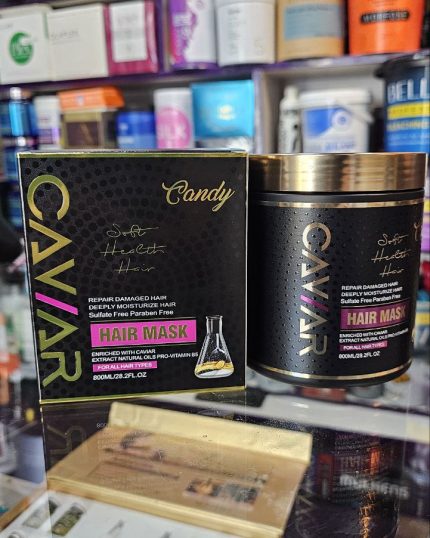 Candy
CAVIAR
Soft
Health
Hair
REPAIR DAMAGED HAIR
DEEPLY MOISTURIZE HAIR
Sulfate Free Paraben Free
HAIR MASK
ENRICHED WITH CAVIAR
EXTRACT NATURAL OILS PRO-VITAMIN B5
FOR ALL HAIR TYPES
800ML/28.2FL.OZ
CAVIAR
Soft
Health
Hair
REPAIR DAMAGED HAIR
DEEPLY MOISTURIZE HAIR
Sulfate Free Paraben Free
HAIR MASK
ENRICHED WITH CAVIAR
EXTRACT NATURAL OILS PRO-VITAMIN
FOR ALL HAIR TYPES
800ML/28.2FL.OZ
BELL